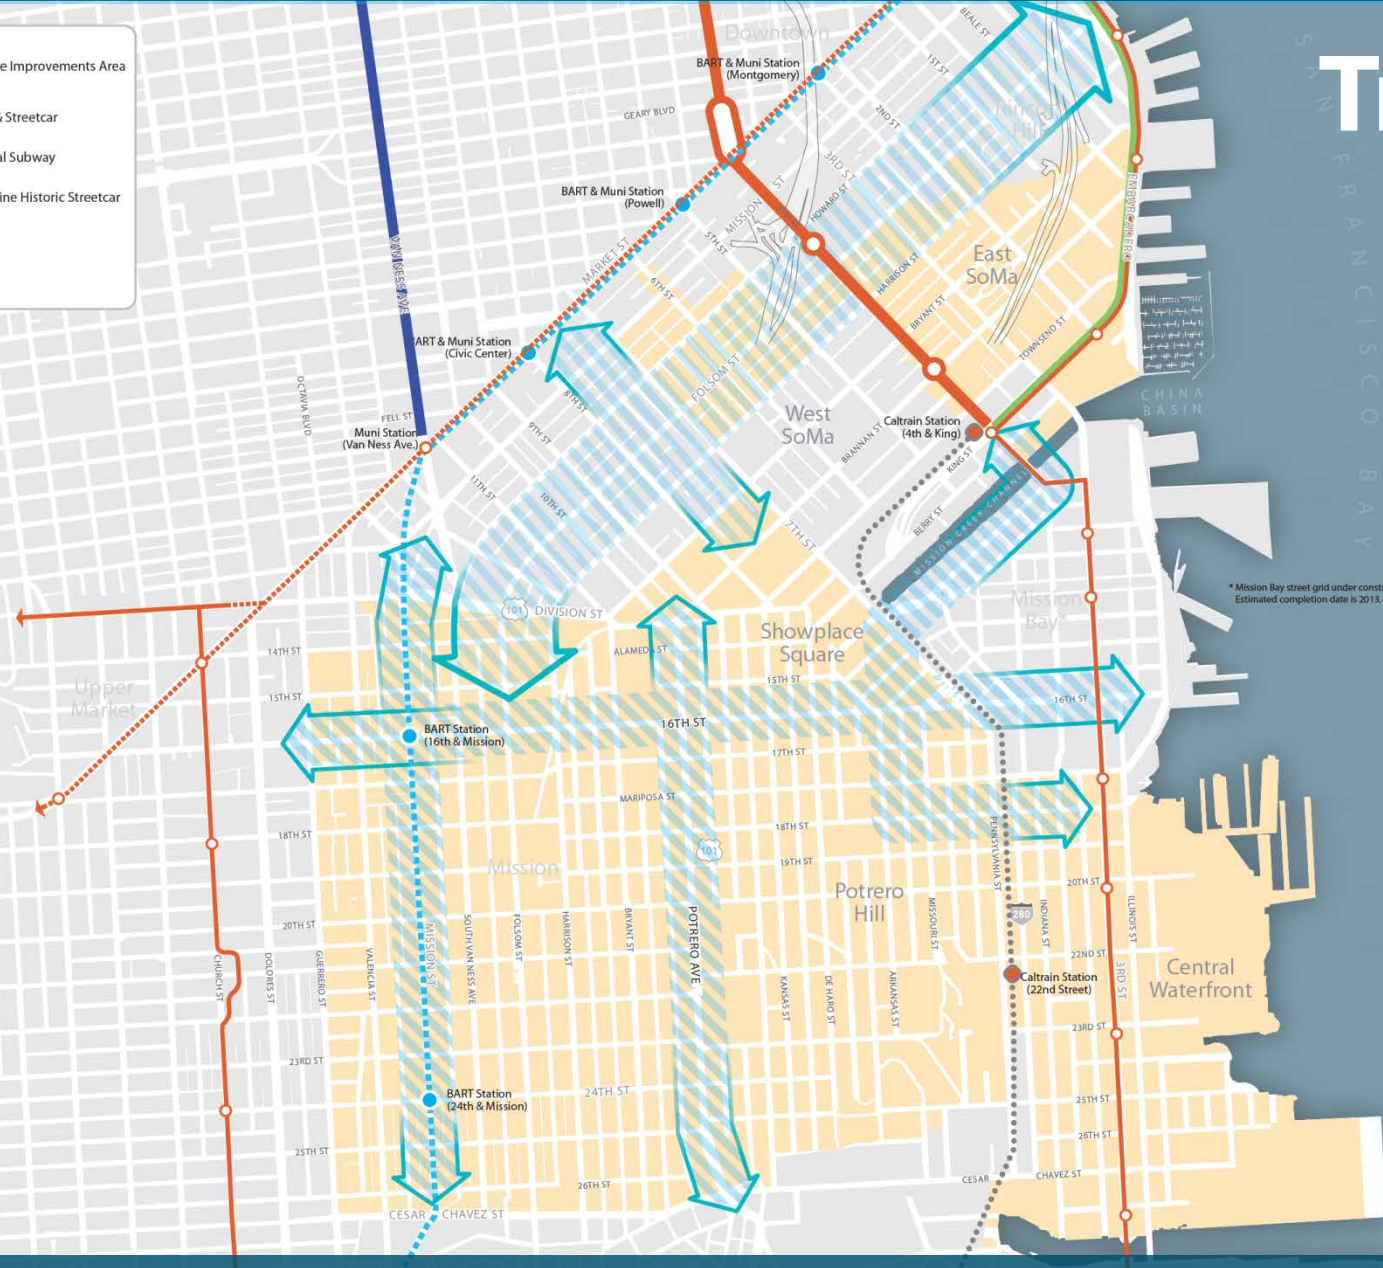 e Improvements Area
& Streetcar
al Subway
ine Historic Streetcar
Downtown
BEALE ST
1ST ST
2ND ST
3RD ST
BART & Muni Station
(Montgomery)
GEARY BLVD
Rincon
Hill
BART & Muni Station
(Powell)
MISSION ST
HOWARD ST
5TH ST
6TH ST
MARKET ST
VAN NESS AVE
EMBARCADERO
SAN FRANCISCO BAY
East
SoMa
HARRISON ST
BRYANT ST
TOWNSEND ST
ART & Muni Station
(Civic Center)
FOLSOM ST
8TH ST
9TH ST
10TH ST
11TH ST
OCTAVIA BLVD
FELL ST
Muni Station
(Van Ness Ave.)
West
SoMa
BRANNAN ST
Caltrain Station
(4th & King)
KING ST
BERRY ST
MISSION CREEK CHANNEL
CHINA
BASIN
7TH ST
* Mission Bay street grid under constr
Estimated completion date is 2013.
Mission
Bay*
101
DIVISION ST
ALAMEDA ST
Showplace
Square
14TH ST
15TH ST
15TH ST
Upper
Market
16TH ST
16TH ST
BART Station
(16th & Mission)
17TH ST
MARIPOSA ST
18TH ST
18TH ST
19TH ST
101
Mission
Potrero
Hill
PENNSYLVANIA ST
20TH ST
20TH ST
280
CHURCH ST
DOLORES ST
GUERRERO ST
VALENCIA ST
MISSION ST
SOUTH VAN NESS AVE
FOLSOM ST
HARRISON ST
BRYANT ST
POTRERO AVE
KANSAS ST
DE HARO ST
ARKANSAS ST
MISSOURI ST
INDIANA ST
ILLINOIS ST
3RD ST
22ND ST
Central
Waterfront
Caltrain Station
(22nd Street)
23RD ST
23RD ST
24TH ST
BART Station
(24th & Mission)
25TH ST
25TH ST
26TH ST
26TH ST
CESAR CHAVEZ ST
CESAR CHAVEZ ST